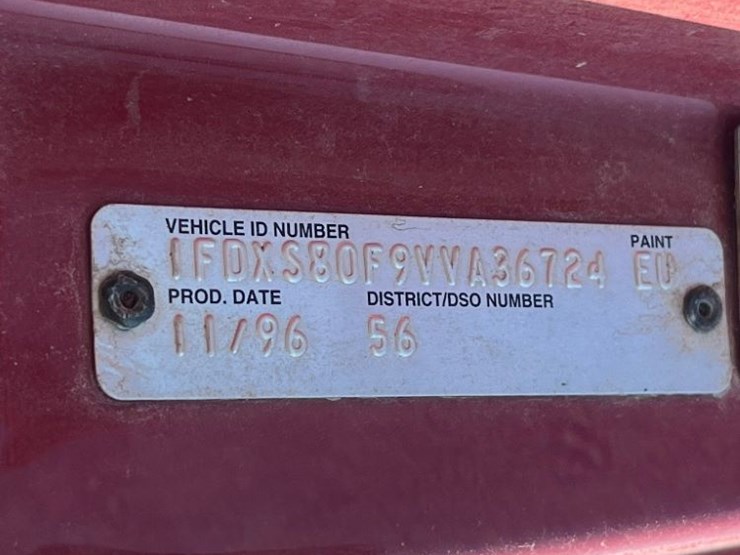 VEHICLE ID NUMBER PAINT
1FDXS80F9VVA36724 EU
PROD. DATE DISTRICT/DSO NUMBER
11/96 56